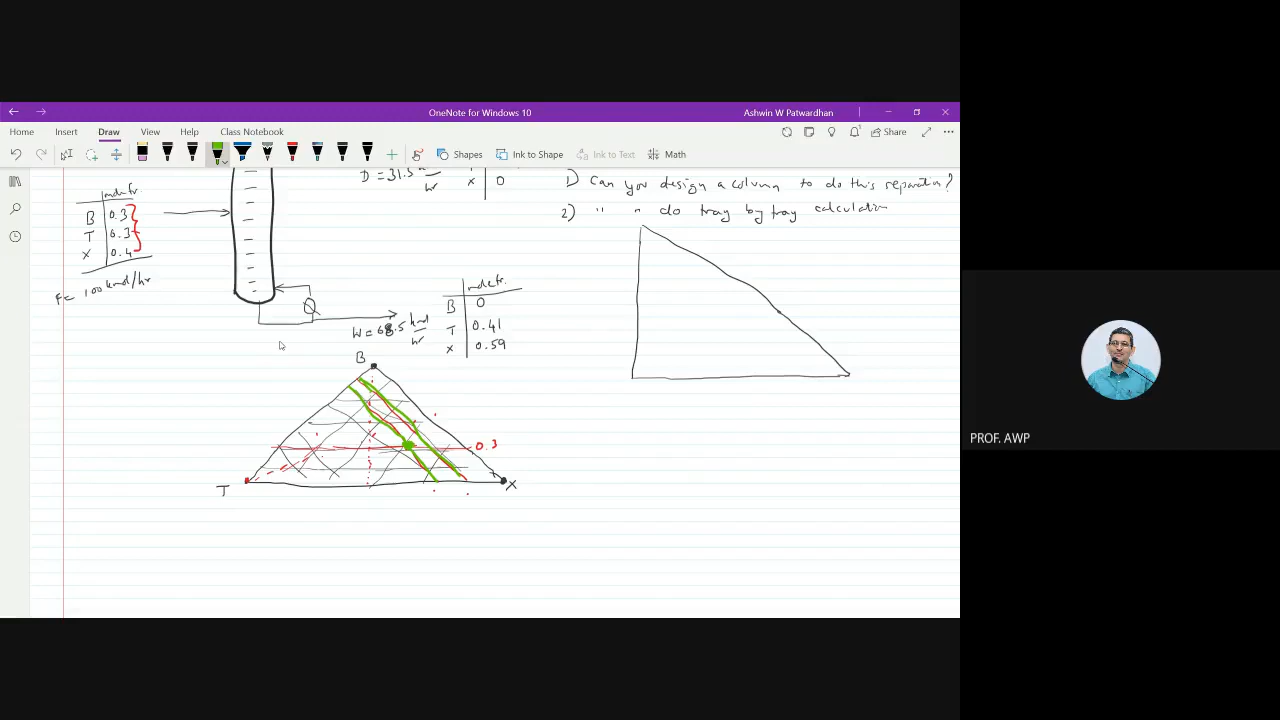 OneNote for Windows 10
Ashwin W Patwardhan
Home Insert Draw View Help Class Notebook
Share
Shapes Ink to Shape Ink to Text Math
D = 31.5
hr
x 0
1) Can you design a column to do this separation?
2) " " do tray by tray calculation
B 0.3
T 0.3
x 0.4
F = 100 kmol/hr
W = 68.5 kmol
hr
mole fr.
B 0
T 0.41
x 0.59
B
0.3
T
X
PROF. AWP